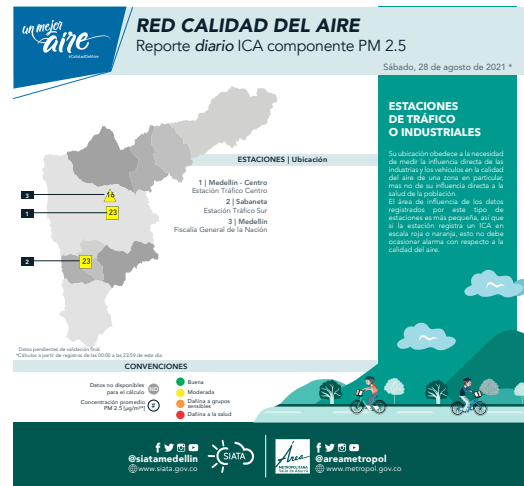 un mejor
aire
#CalidadDelAire
RED CALIDAD DEL AIRE
Reporte diario ICA componente PM 2.5
Sábado, 28 de agosto de 2021 *
ESTACIONES
DE TRÁFICO
O INDUSTRIALES
Su ubicación obedece a la necesidad
de medir la influencia directa de las
industrias y los vehículos en la calidad
del aire de una zona en particular,
mas no de su influencia directa a la
salud de la población.
El área de influencia de los datos
registrados por este tipo de
estaciones es más pequeña, así que
si la estación registra un ICA en
escala roja o naranja, esto no debe
ocasionar alarma con respecto a la
calidad del aire.
ESTACIONES | Ubicación
1 | Medellín - Centro
Estación Tráfico Centro
2 | Sabaneta
Estación Tráfico Sur
3 | Medellín
Fiscalía General de la Nación
3
16
1
23
2
23
Datos pendientes de validación final.
*Cálculos a partir de registros de las 00:00 a las 23:59 de este día.
CONVENCIONES
Datos no disponibles
para el cálculo
ND
Concentración promedio
PM 2.5 [µg/m³*]
#
Buena
Moderada
Dañina a grupos
sensibles
Dañina a la salud
@siatamedellin
www.siata.gov.co
SIATA
Área
METROPOLITANA
Valle de Aburrá
@areametropol
www.metropol.gov.co